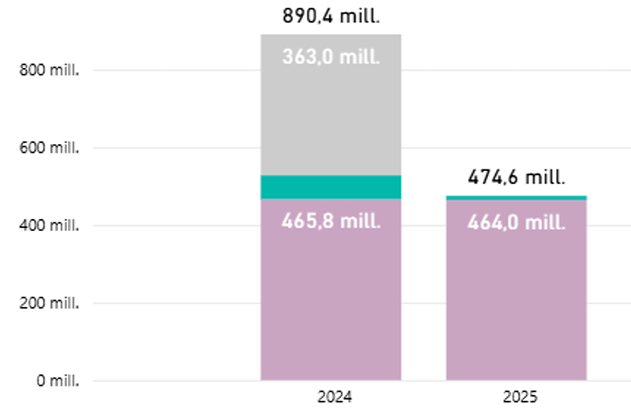 890,4 mill.
363,0 mill.
800 mill.
600 mill.
474,6 mill.
400 mill.
465,8 mill.
464,0 mill.
200 mill.
0 mill.
2024
2025